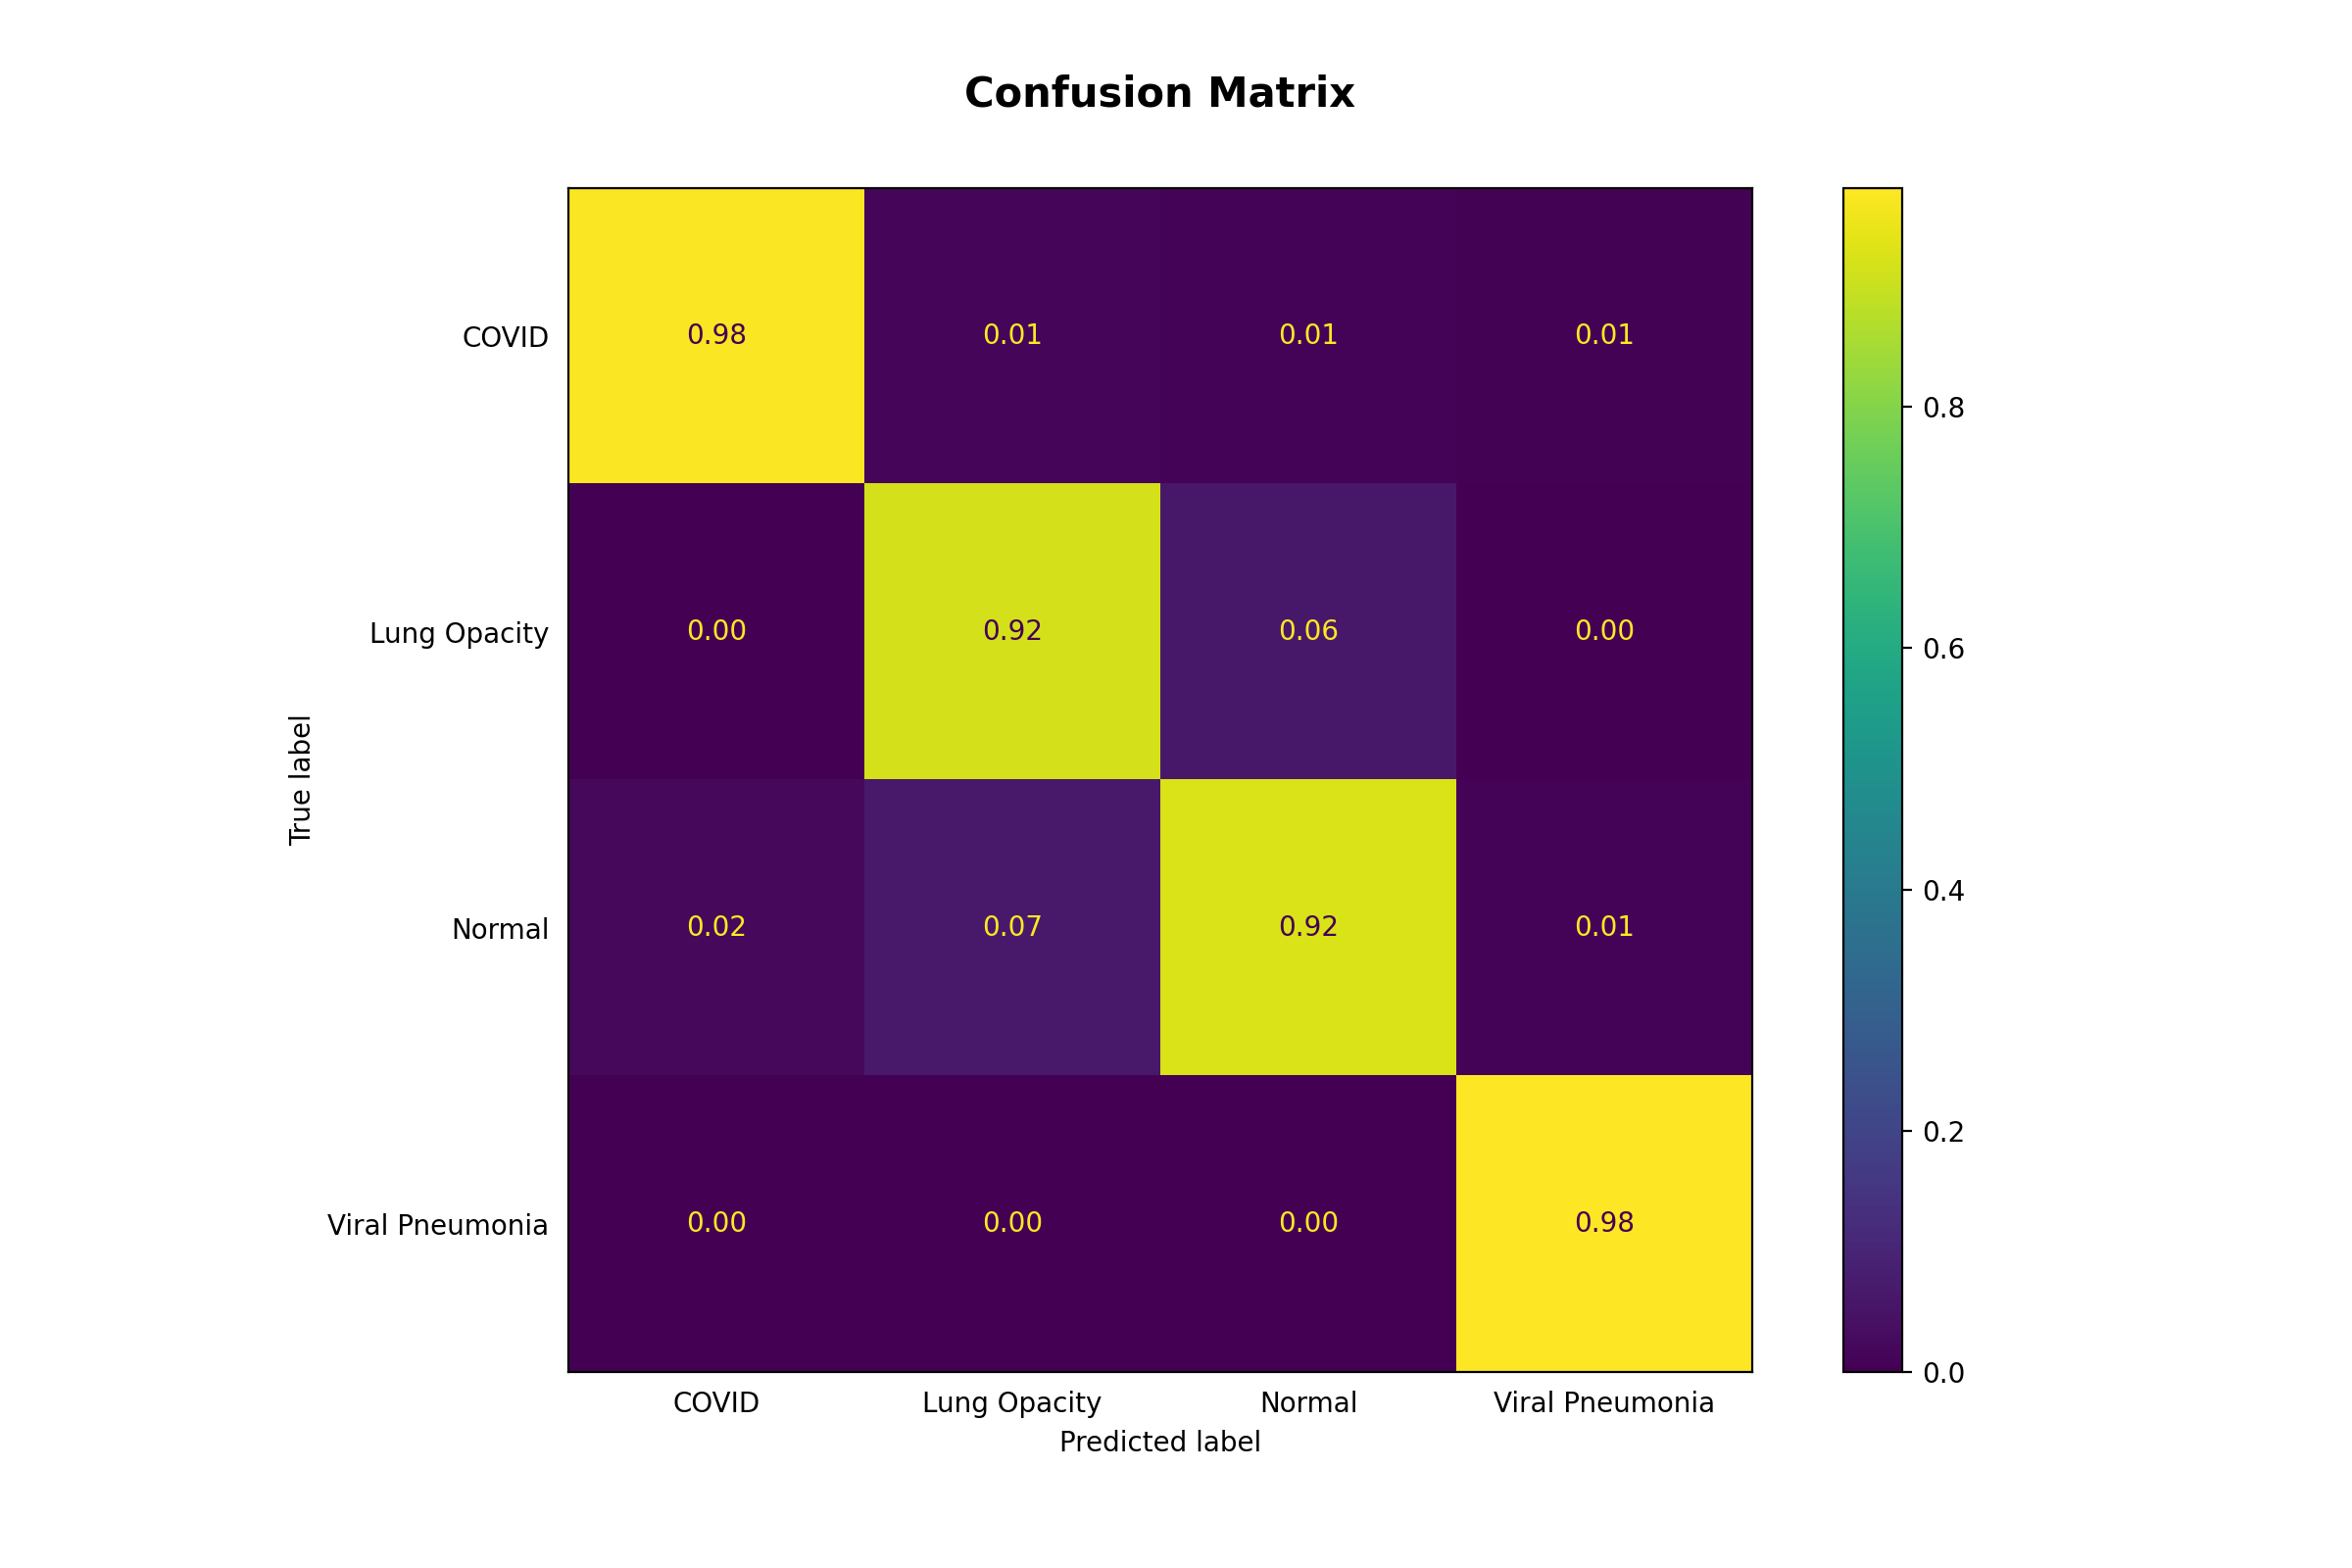 Confusion Matrix
COVID 0.98 0.01 0.01 0.01
Lung Opacity 0.00 0.92 0.06 0.00
Normal 0.02 0.07 0.92 0.01
Viral Pneumonia 0.00 0.00 0.00 0.98
True label
COVID Lung Opacity Normal Viral Pneumonia
Predicted label
0.8
0.6
0.4
0.2
0.0